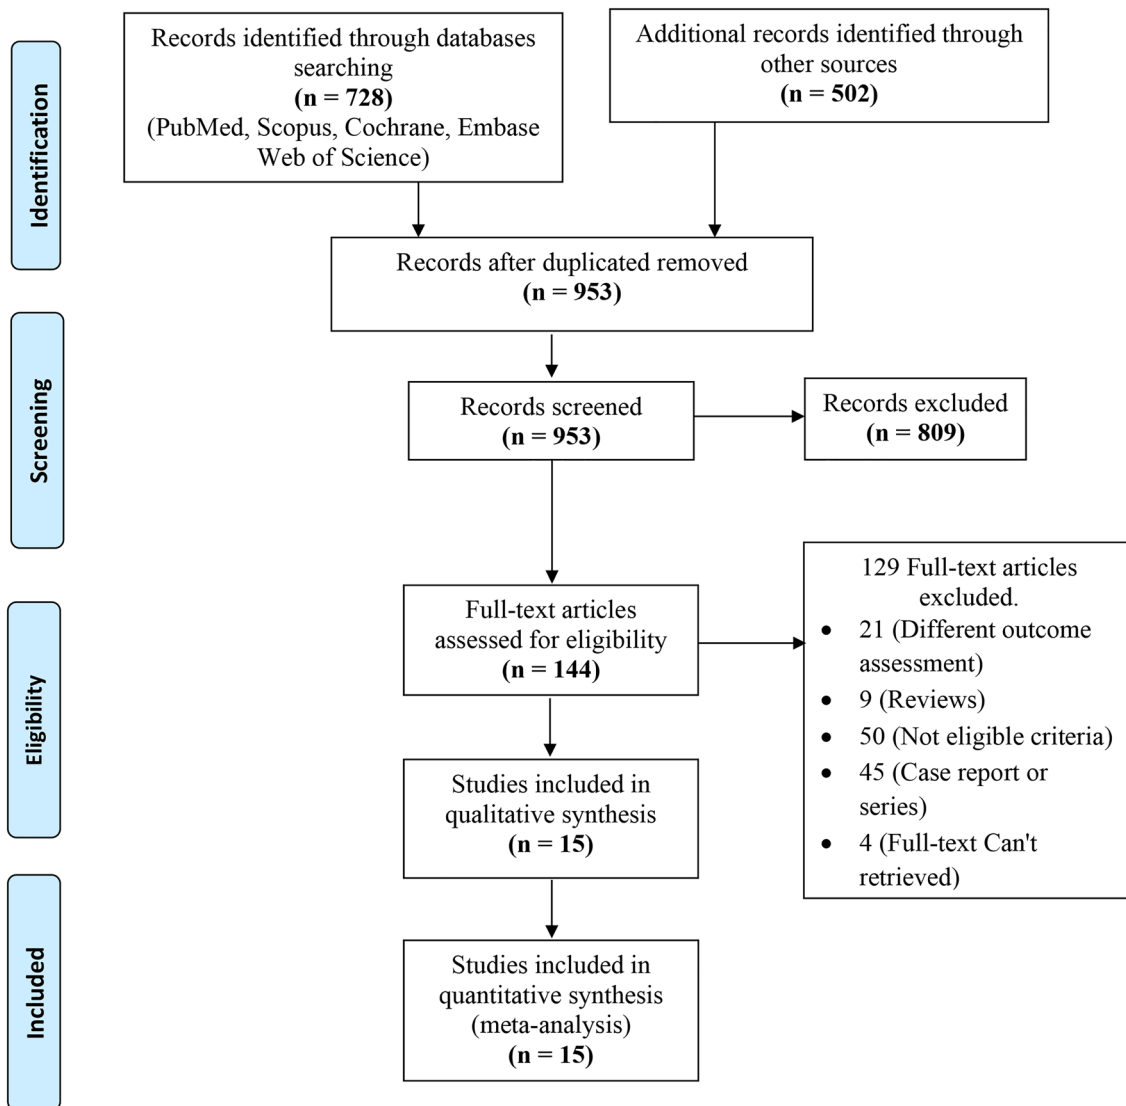 Identification
Records identified through databases
searching
(n = 728)
(PubMed, Scopus, Cochrane, Embase
Web of Science)
Additional records identified through
other sources
(n = 502)
Records after duplicated removed
(n = 953)
Screening
Records screened
(n = 953)
Records excluded
(n = 809)
Eligibility
Full-text articles
assessed for eligibility
(n = 144)
129 Full-text articles
excluded.
• 21 (Different outcome
assessment)
• 9 (Reviews)
• 50 (Not eligible criteria)
• 45 (Case report or
series)
• 4 (Full-text Can't
retrieved)
Studies included in
qualitative synthesis
(n = 15)
Included
Studies included in
quantitative synthesis
(meta-analysis)
(n = 15)